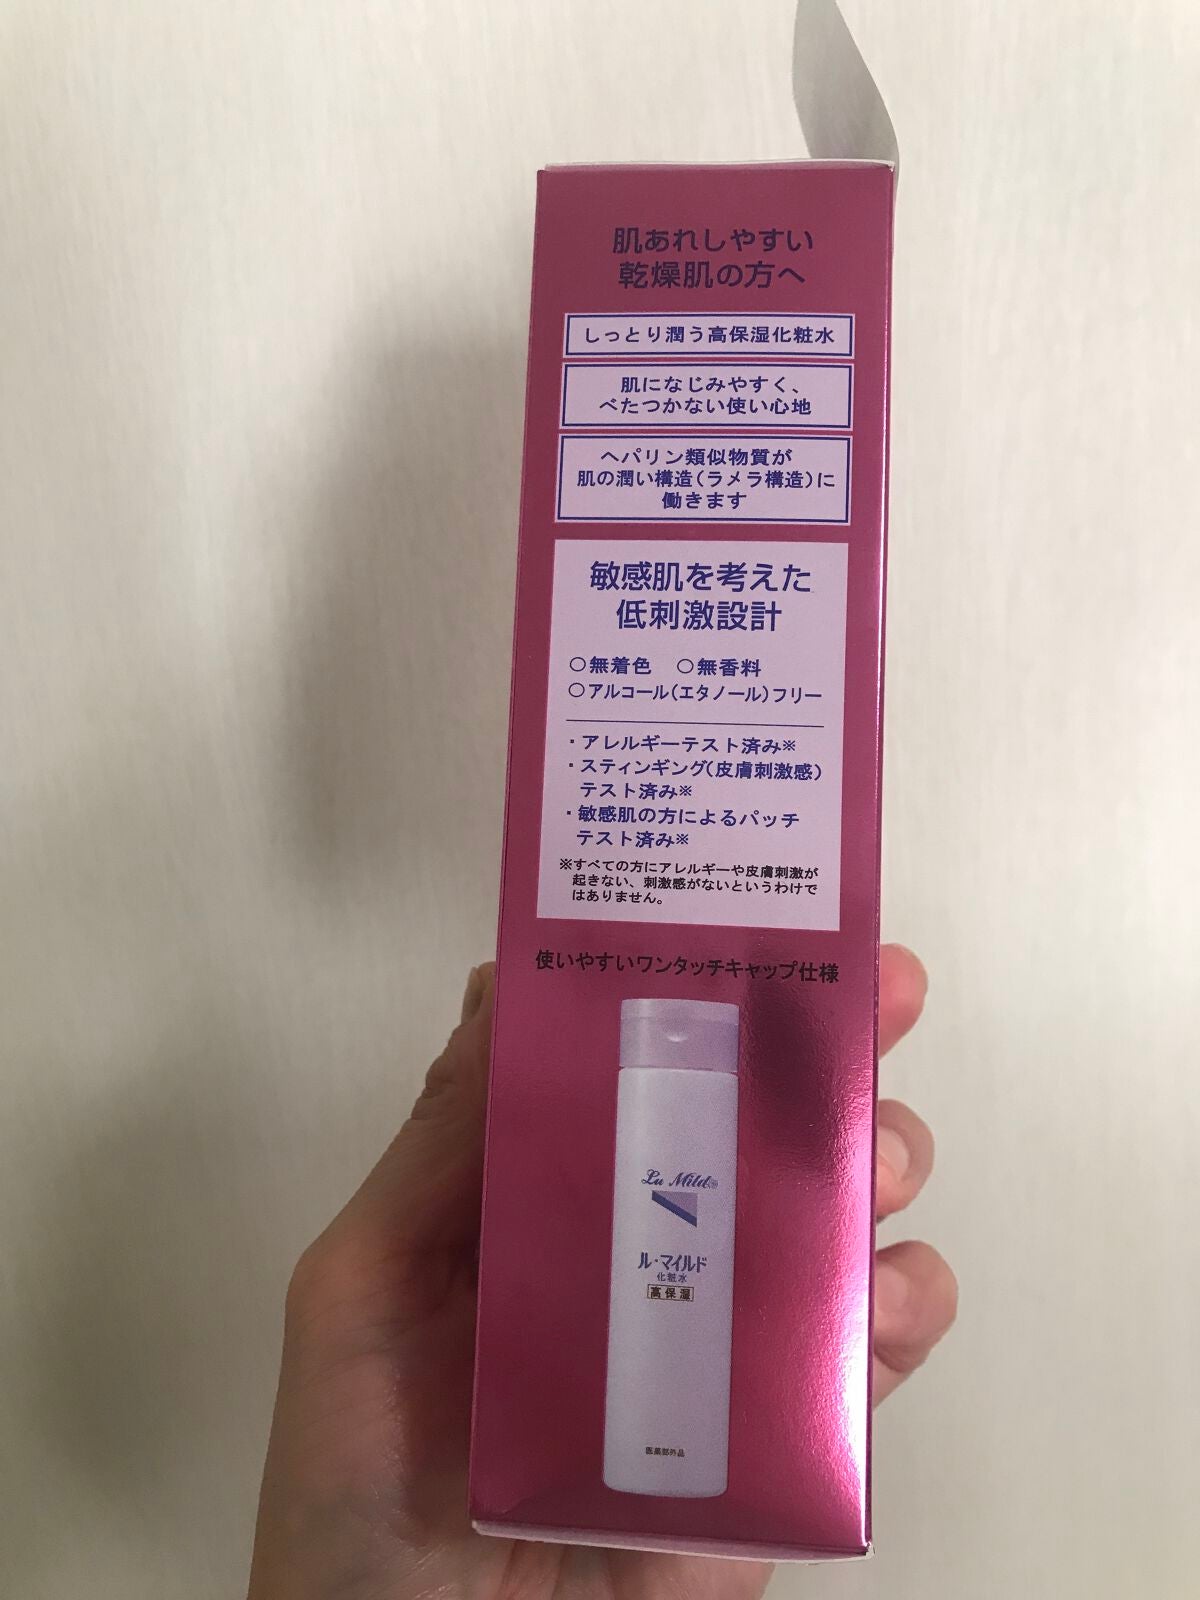 肌あれしやすい
乾燥肌の方へ
しっとり潤う高保湿化粧水
肌になじみやすく、
べたつかない使い心地
ヘパリン類似物質が
肌の潤い構造(ラメラ構造)に
働きます
敏感肌を考えた
低刺激設計
○無着色 ○無香料
○アルコール(エタノール)フリー
・アレルギーテスト済み※
・スティンギング(皮膚刺激感)
テスト済み※
・敏感肌の方によるパッチ
テスト済み※
※すべての方にアレルギーや皮膚刺激が
起きない、刺激感がないというわけで
はありません。
使いやすいワンタッチキャップ仕様
Lu Mild
ル・マイルド
化粧水
高保湿
医薬部外品